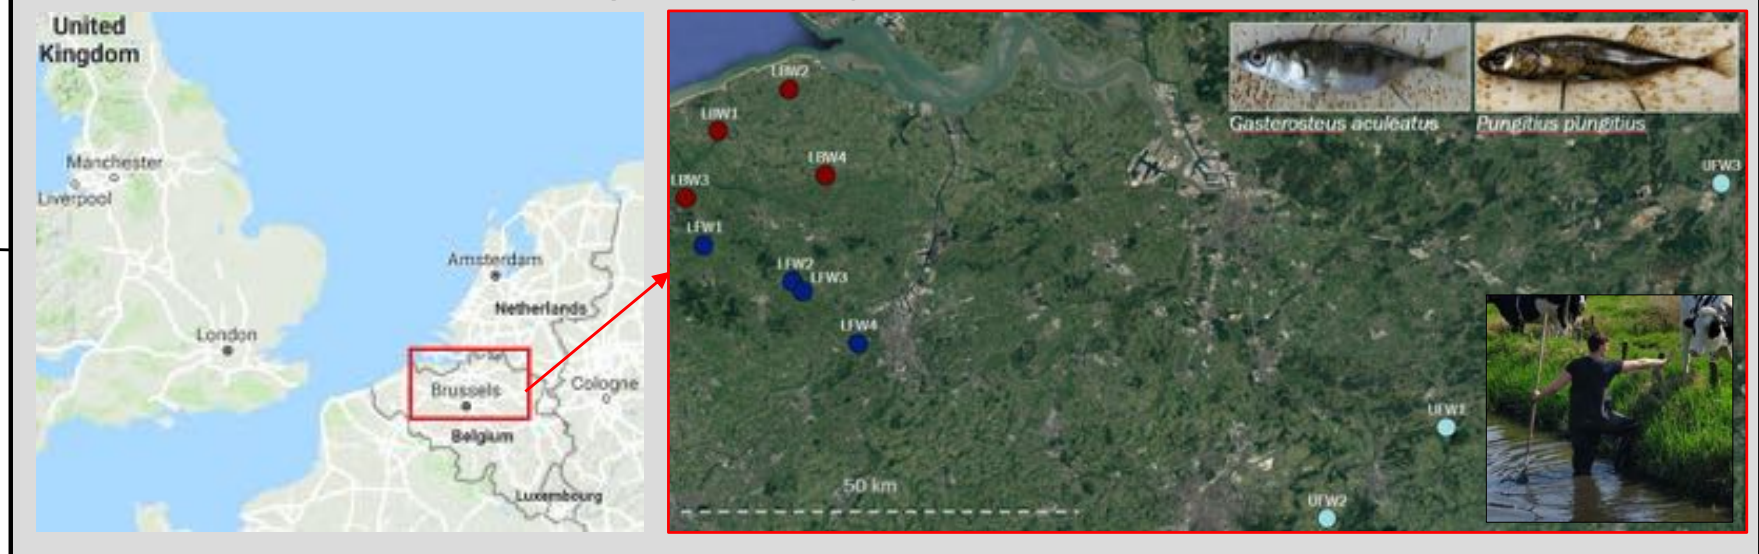 United
Kingdom
Manchester
Liverpool
Amsterdam
Netherlands
London
Brussels
Cologne
Belgium
Luxembourg
LBW2
LBW1
LBW4
LBW3
LFW1
LFW2
LFW3
LFW4
Gasterosteus aculeatus
Pungitius pungitius
UFW3
UFW1
UFW2
50 km